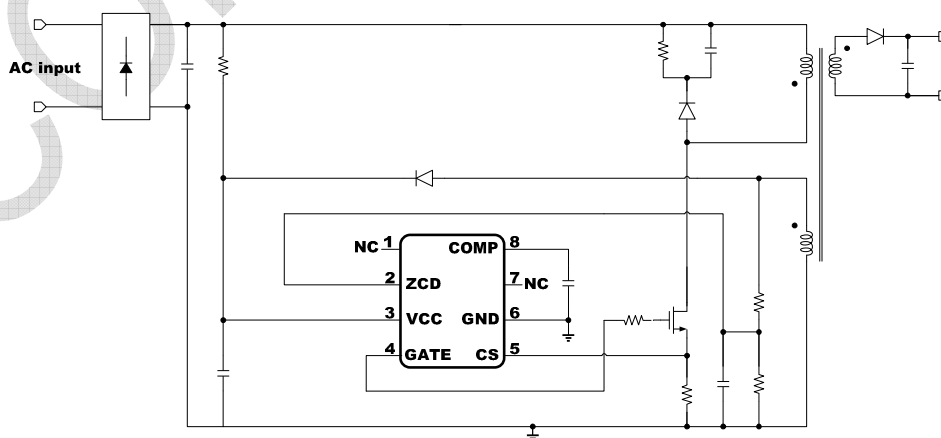 AC input
NC 1
COMP 8
2 ZCD
7 NC
3 VCC
GND 6
4 GATE
CS 5